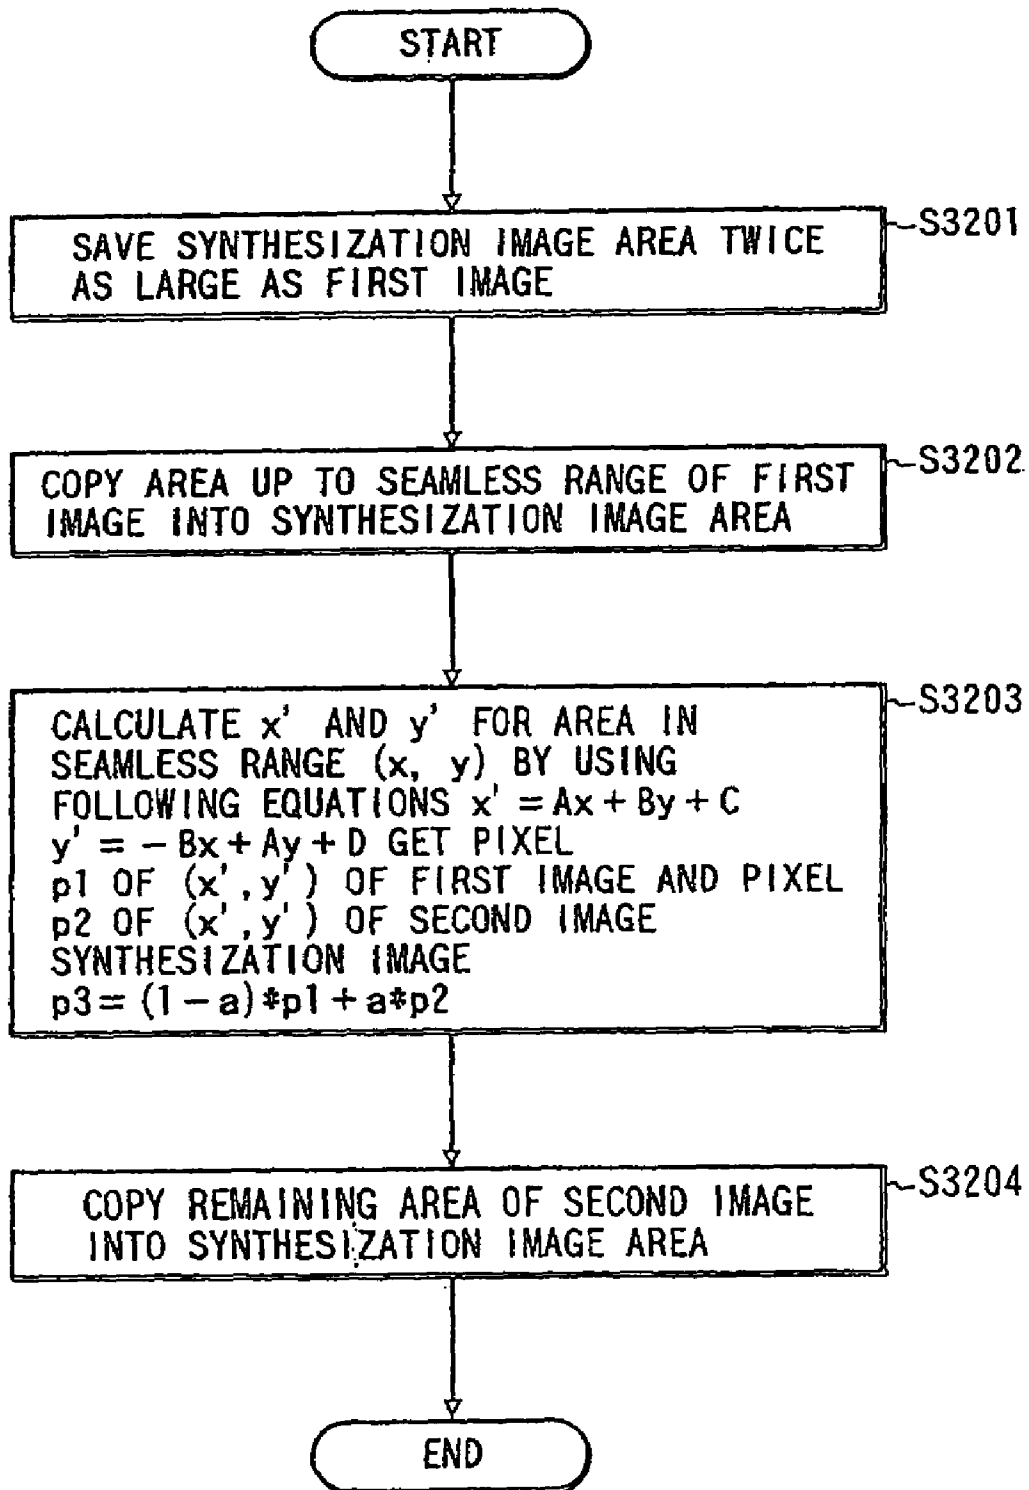 START
SAVE SYNTHESIZATION IMAGE AREA TWICE
AS LARGE AS FIRST IMAGE
S3201
COPY AREA UP TO SEAMLESS RANGE OF FIRST
IMAGE INTO SYNTHESIZATION IMAGE AREA
S3202
CALCULATE x' AND y' FOR AREA IN
SEAMLESS RANGE (x, y) BY USING
FOLLOWING EQUATIONS x' = Ax + By + C
y' = - Bx + Ay + D GET PIXEL
p1 OF (x', y') OF FIRST IMAGE AND PIXEL
p2 OF (x', y') OF SECOND IMAGE
SYNTHESIZATION IMAGE
p3 = (1 - a)*p1 + a*p2
S3203
COPY REMAINING AREA OF SECOND IMAGE
INTO SYNTHESIZATION IMAGE AREA
S3204
END